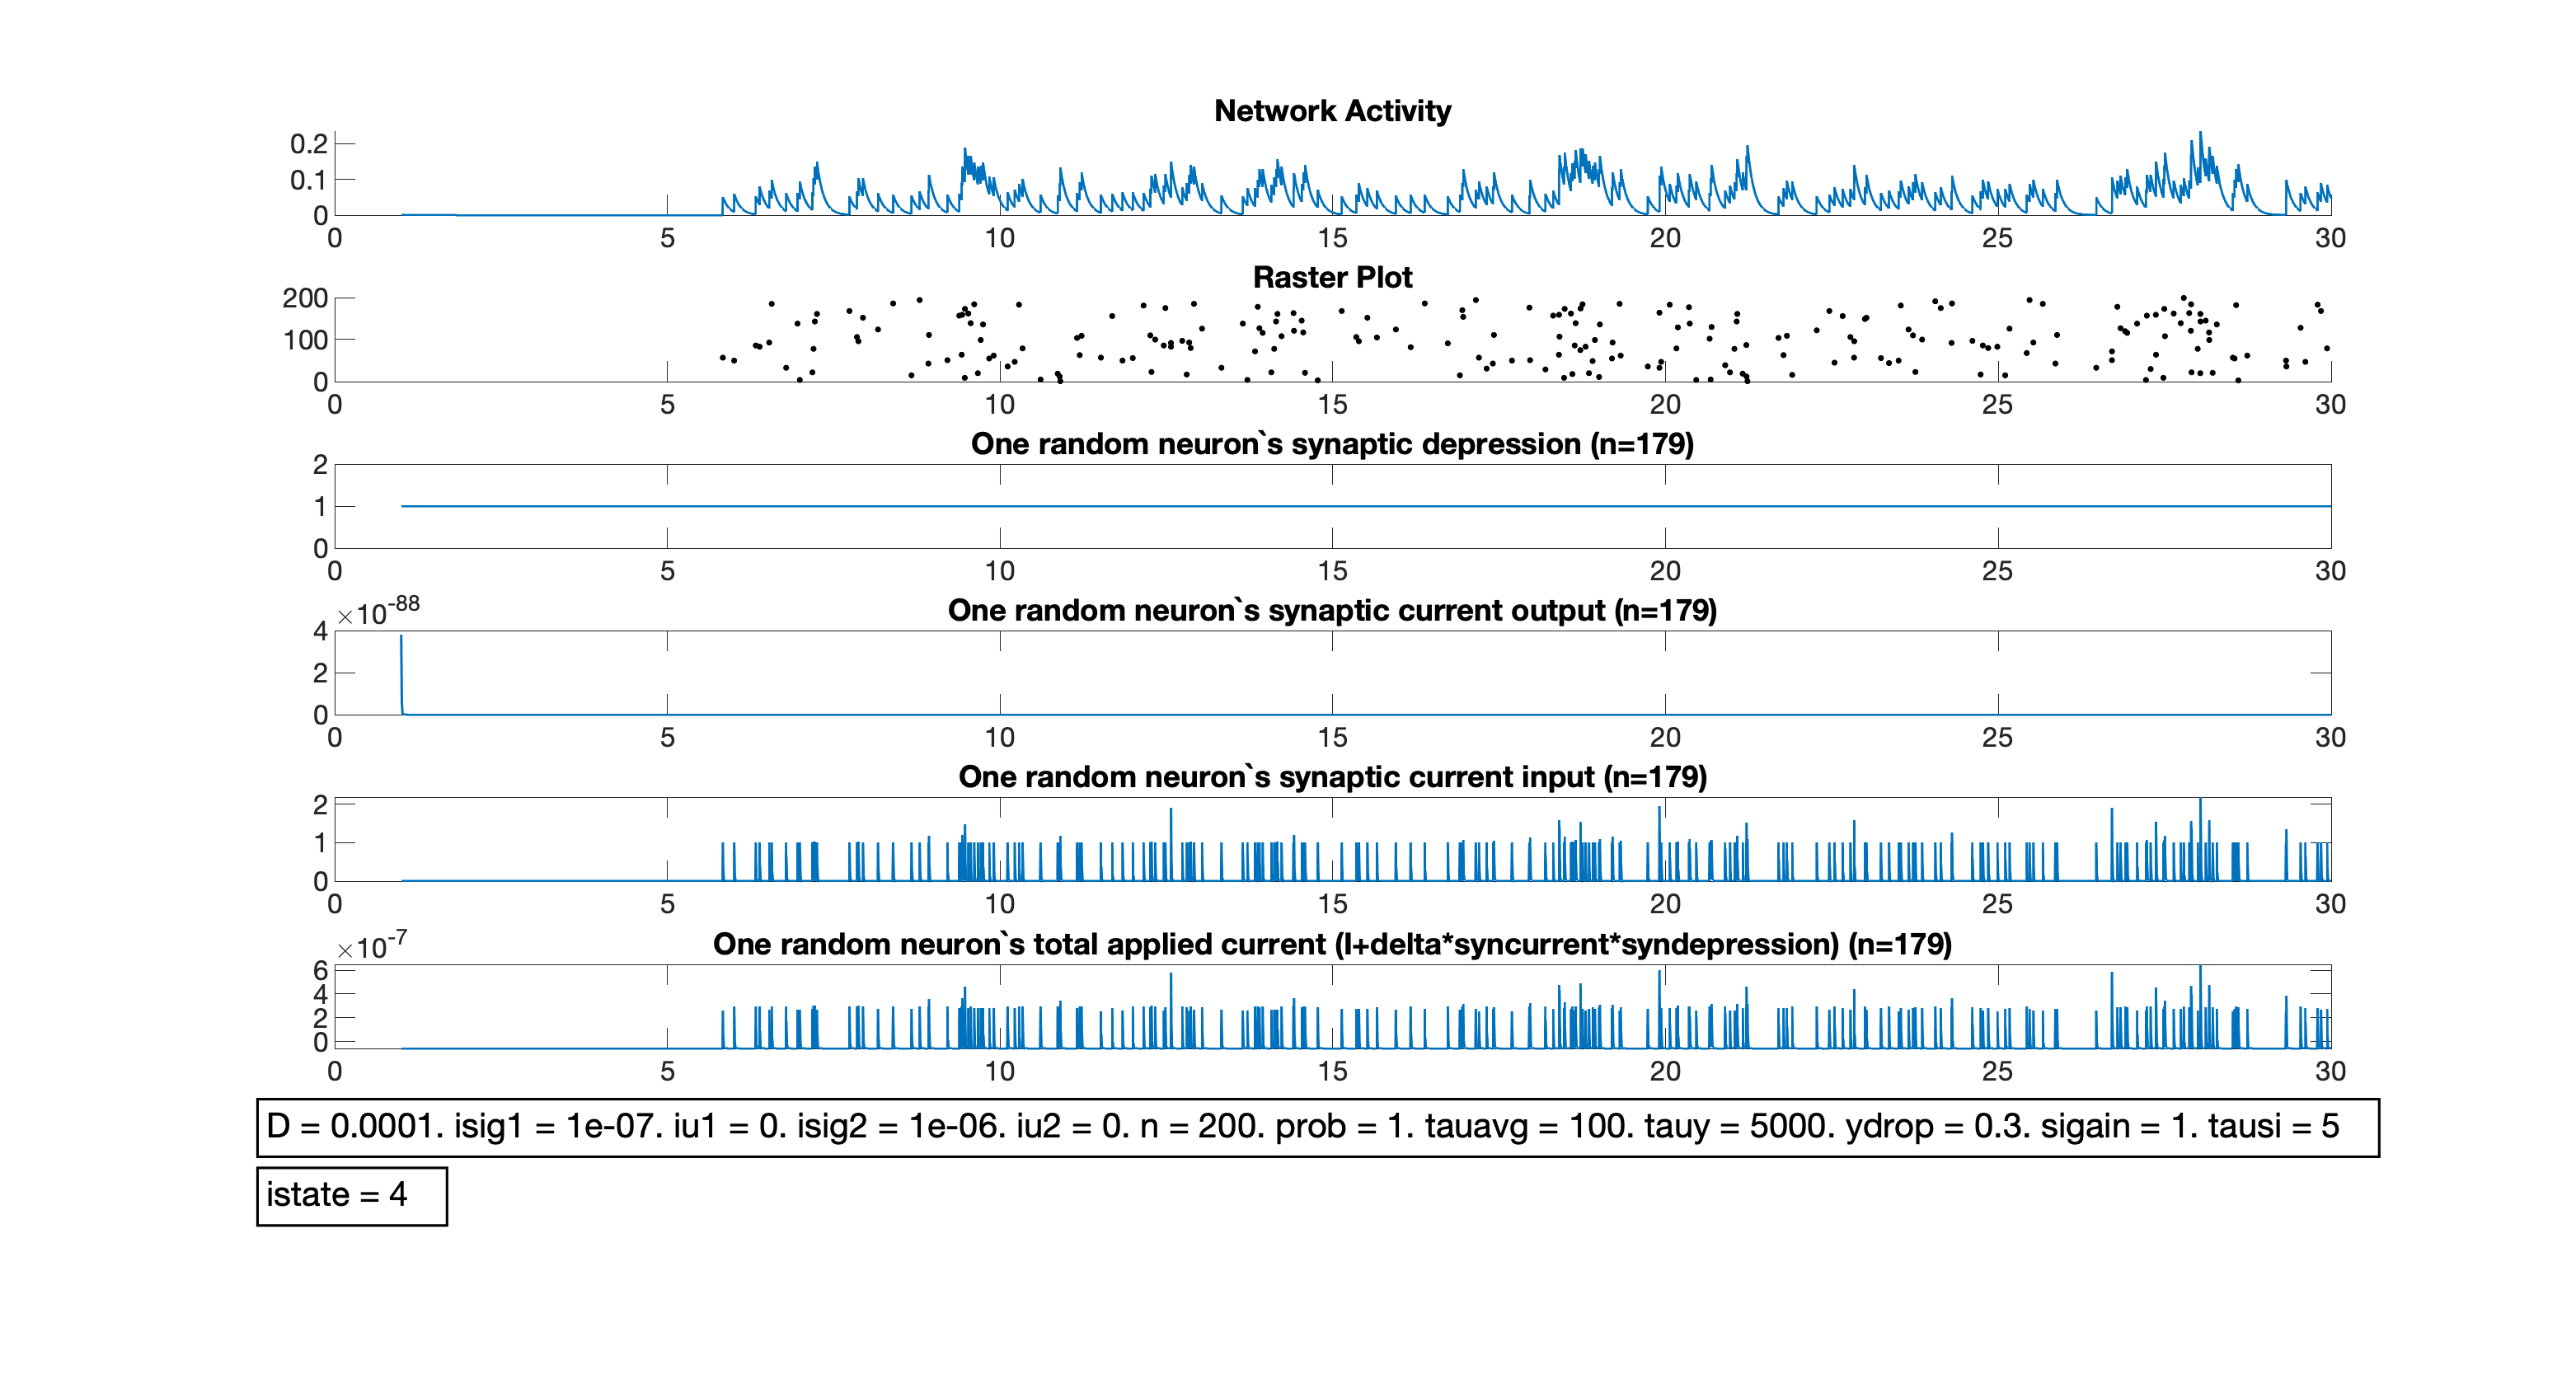 Network Activity
0.2
0.1
0
0 5 10 15 20 25 30
Raster Plot
200
100
0
0 5 10 15 20 25 30
One random neuron`s synaptic depression (n=179)
2
1
0
0 5 10 15 20 25 30
×10-88
One random neuron`s synaptic current output (n=179)
4
2
0
0 5 10 15 20 25 30
One random neuron`s synaptic current input (n=179)
2
1
0
0 5 10 15 20 25 30
×10-7
One random neuron`s total applied current (I+delta*syncurrent*syndepression) (n=179)
6
4
2
0
0 5 10 15 20 25 30
D = 0.0001. isig1 = 1e-07. iu1 = 0. isig2 = 1e-06. iu2 = 0. n = 200. prob = 1. tauavg = 100. tauy = 5000. ydrop = 0.3. sigain = 1. tausi = 5
istate = 4